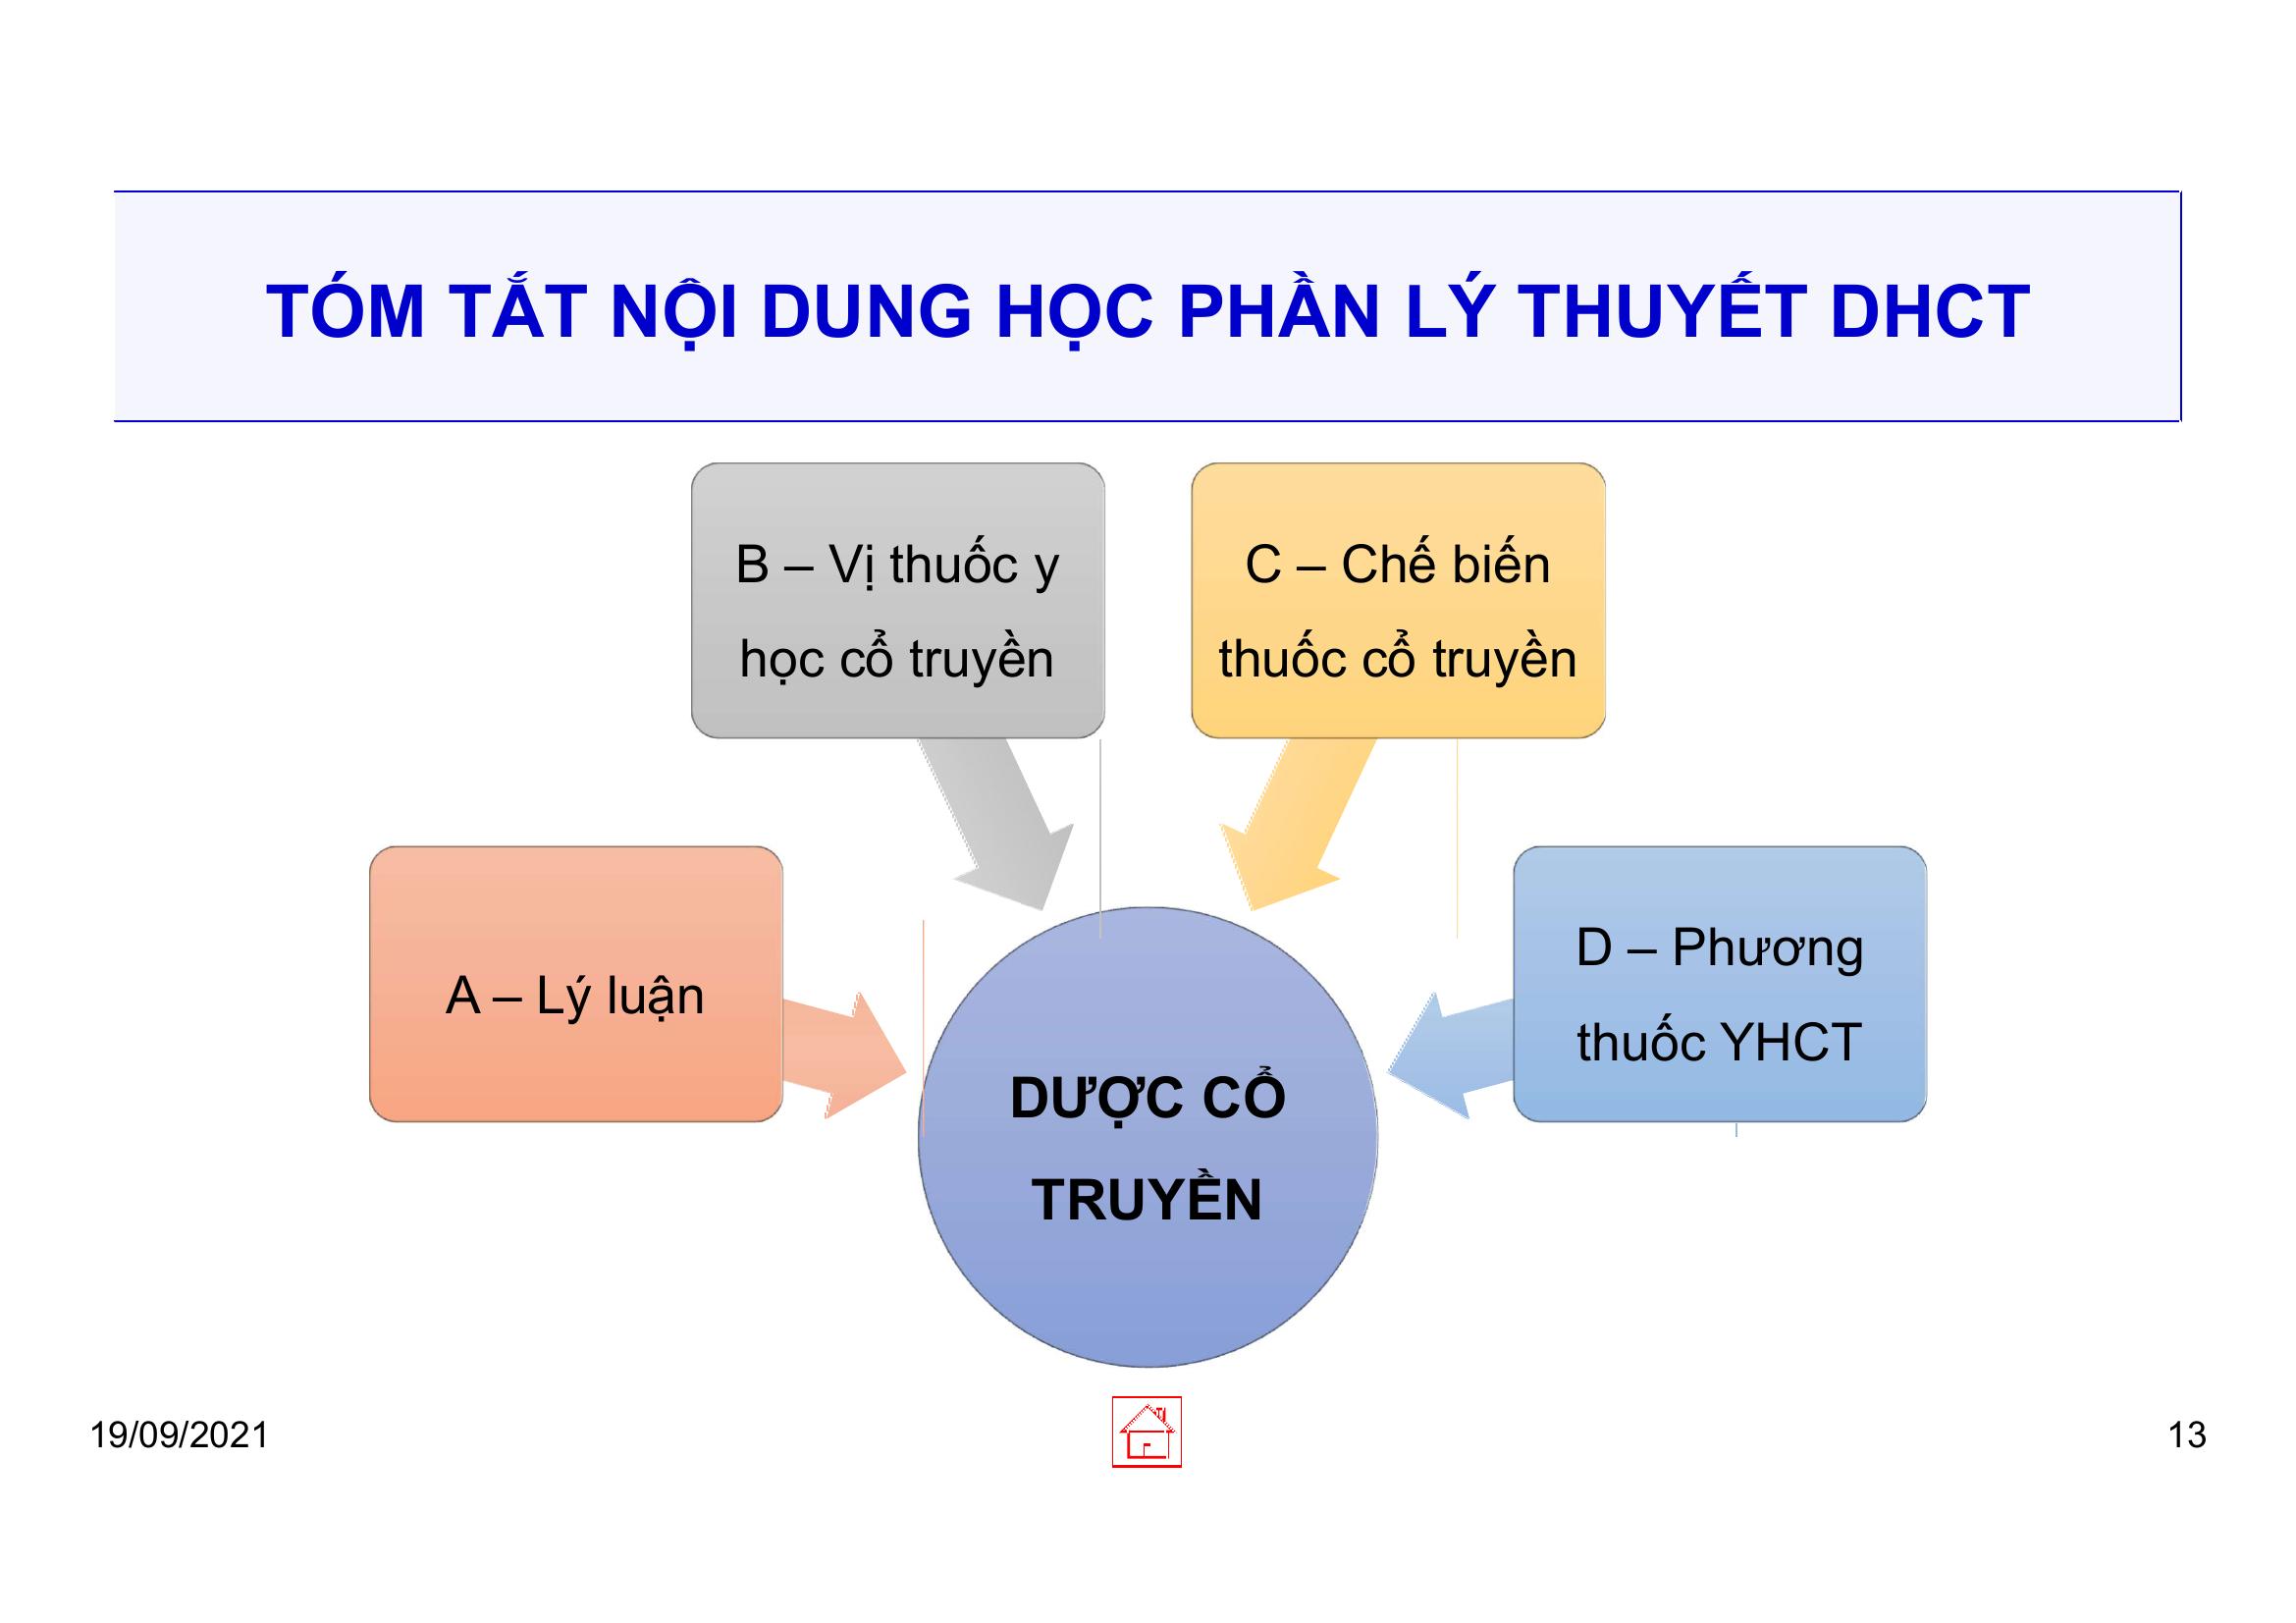 TÓM TẮT NỘI DUNG HỌC PHẦN LÝ THUYẾT DHCT
B – Vị thuốc y
học cổ truyền
C – Chế biến
thuốc cổ truyền
A – Lý luận
D – Phương
thuốc YHCT
DƯỢC CỔ
TRUYỀN
19/09/2021
13